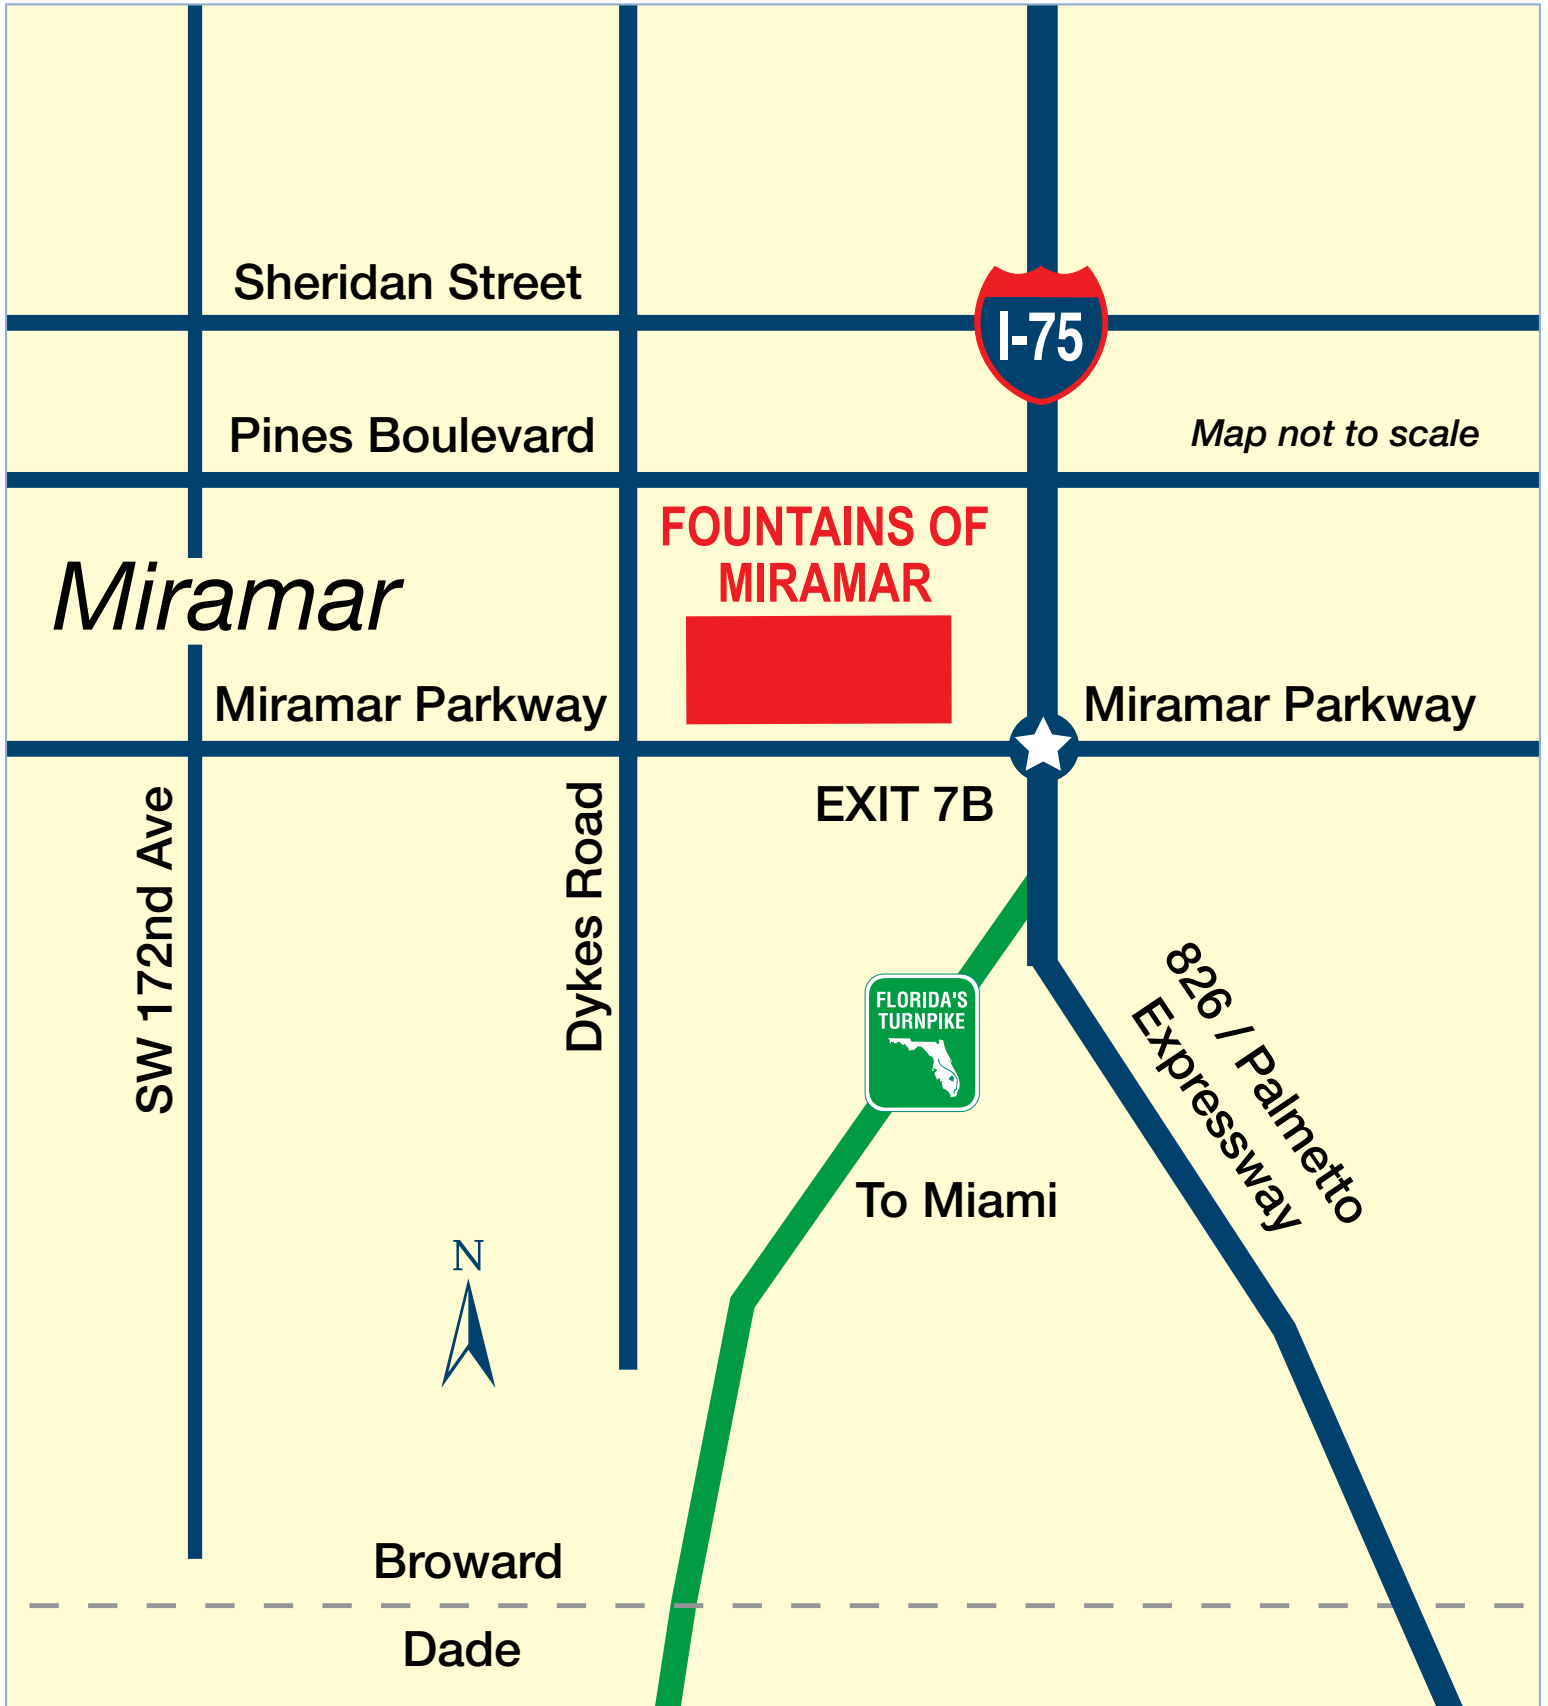 Sheridan Street
I-75
Pines Boulevard
Map not to scale
FOUNTAINS OF
MIRAMAR
Miramar
Miramar Parkway
Miramar Parkway
EXIT 7B
SW 172nd Ave
Dykes Road
FLORIDA'S
TURNPIKE
826 / Palmetto
Expressway
To Miami
N
Broward
Dade